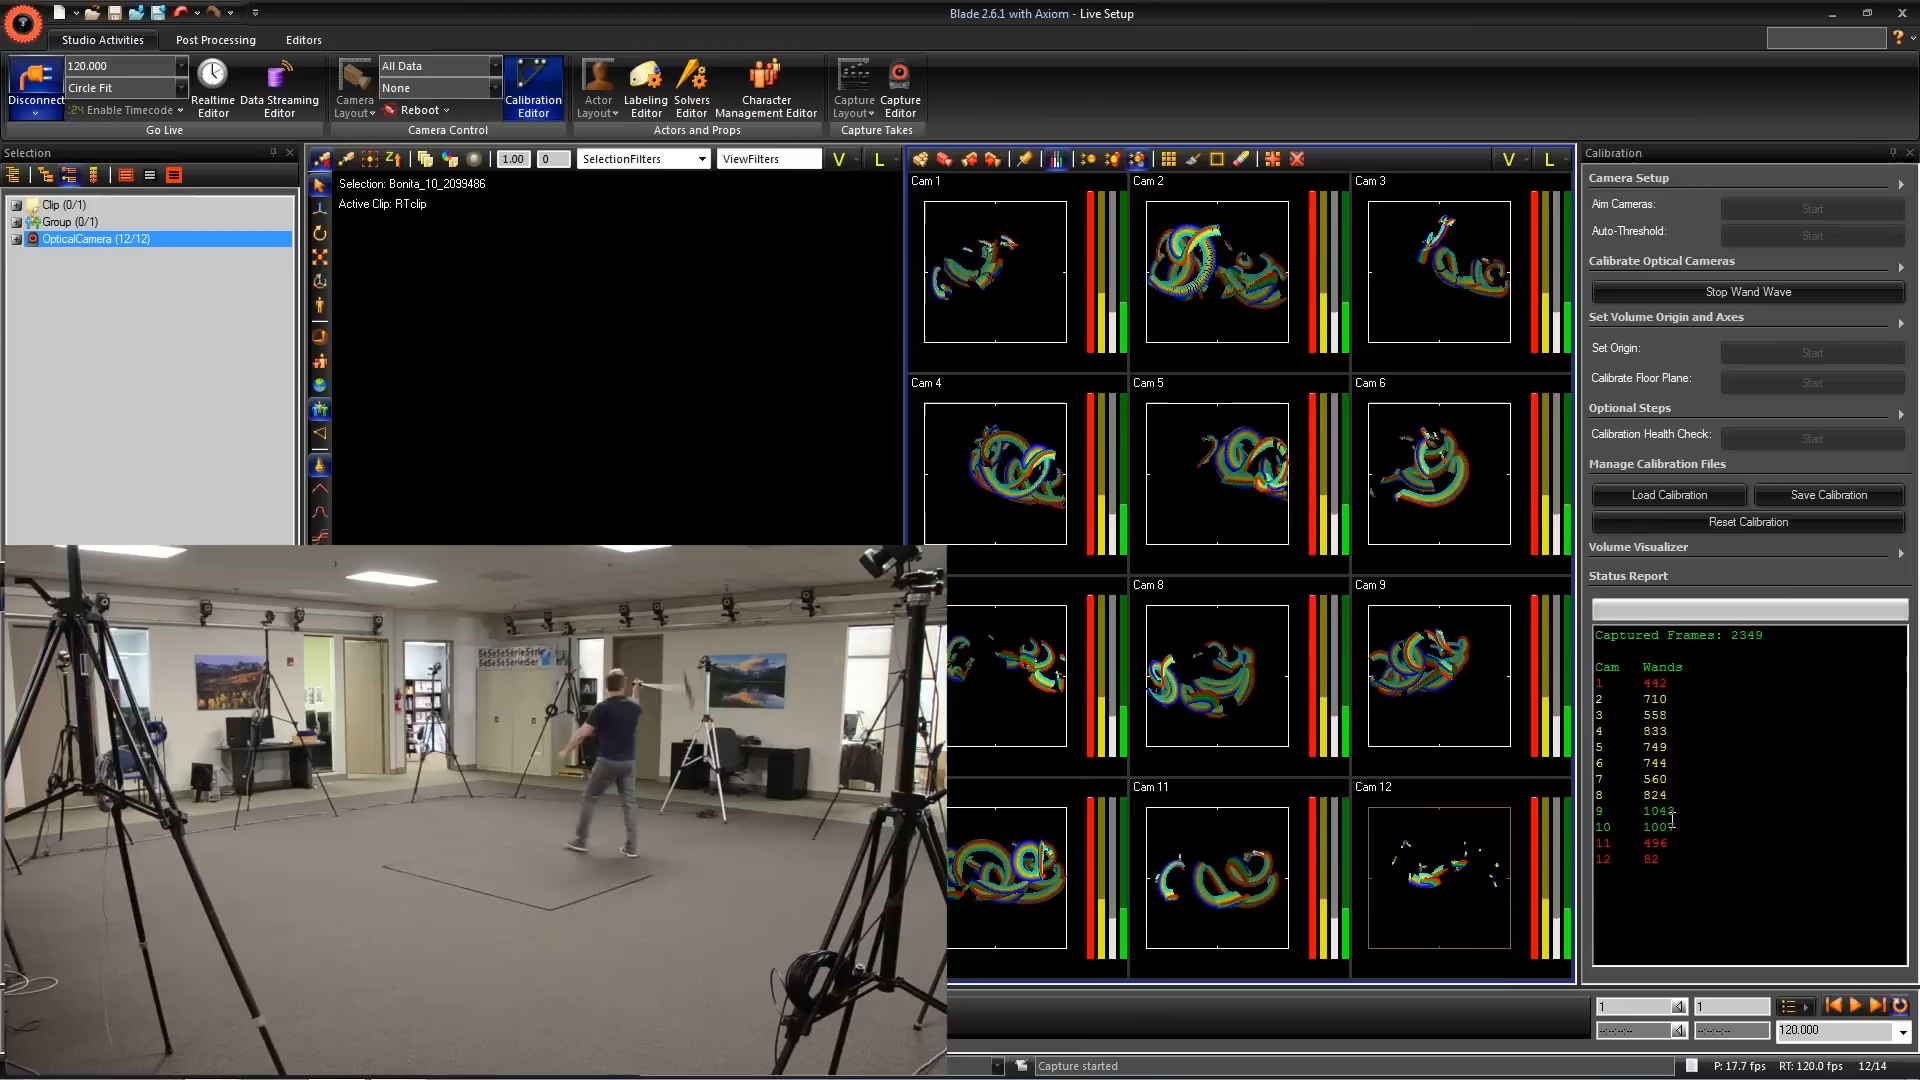 Blade 2.6.1 with Axiom - Live Setup
Studio Activities
Post Processing
Editors
120.000
Circle Fit
:24 Enable Timecode
Disconnect
Realtime Editor
Data Streaming Editor
Go Live
Camera Layout
All Data
None
Reboot
Calibration Editor
Camera Control
Actor Layout
Labeling Editor
Solvers Editor
Character Management Editor
Actors and Props
Capture Layout
Capture Editor
Capture Takes
Selection
Clip (0/1)
Group (0/1)
OpticalCamera (12/12)
1.00
0
SelectionFilters
ViewFilters
V
L
Selection: Bonita_10_2099486
Active Clip: RTclip
V
L
Cam 1
Cam 2
Cam 3
Cam 4
Cam 5
Cam 6
Cam 8
Cam 9
Cam 11
Cam 12
Calibration
Camera Setup
Aim Cameras:
Start
Auto-Threshold:
Start
Calibrate Optical Cameras
Stop Wand Wave
Set Volume Origin and Axes
Set Origin:
Start
Calibrate Floor Plane:
Start
Optional Steps
Calibration Health Check:
Start
Manage Calibration Files
Load Calibration
Save Calibration
Reset Calibration
Volume Visualizer
Status Report
Captured Frames: 2349
Cam Wands
1 442
2 710
3 558
4 833
5 749
6 744
7 560
8 824
9 1042
10 1007
11 496
12 82
1
1
--:--:--:--
--:--:--:--
120.000
Capture started
P: 17.7 fps
RT: 120.0 fps
12/14